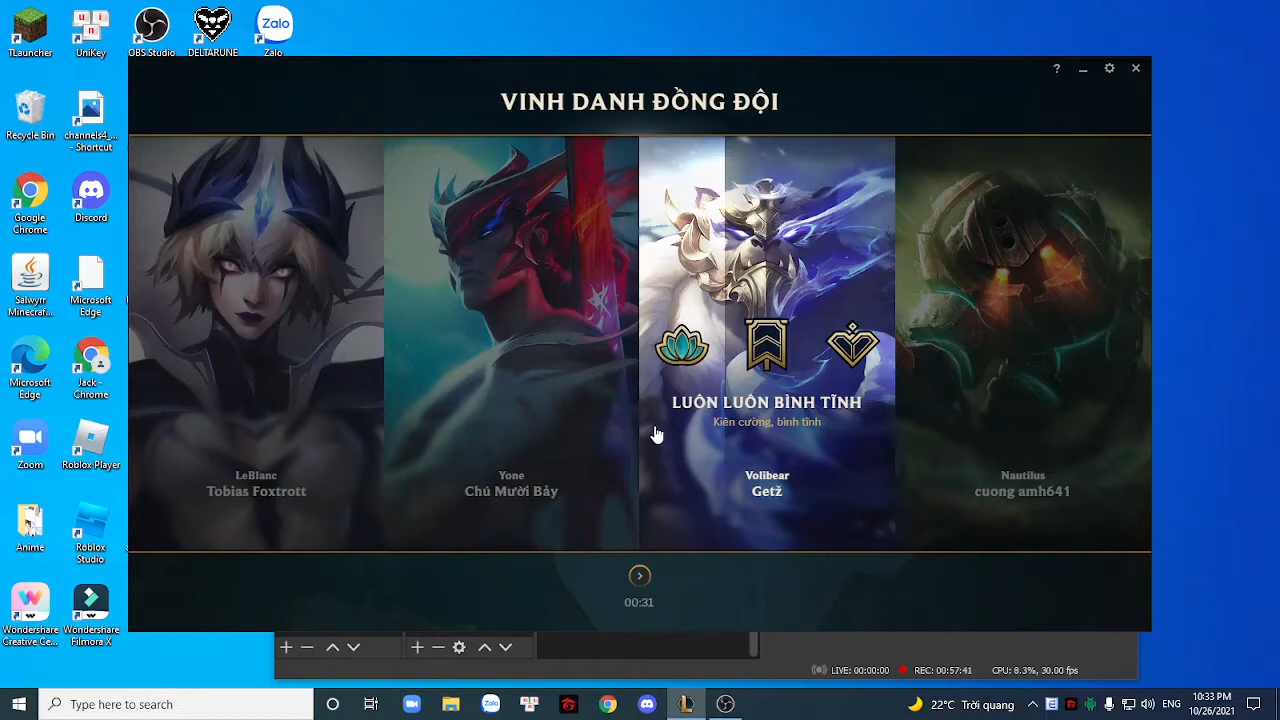 TLauncher
UniKey
OBS Studio
DELTARUNE
Zalo
Zalo
Recycle Bin
channels4_...
- Shortcut
Google
Chrome
Discord
Salwyrr
Minecraf...
Microsoft
Edge
Microsoft
Edge
Jack -
Chrome
Zoom
Roblox Player
Anime
Roblox
Studio
Wondershare
Creative Ce...
Wondershare
Filmora X
?
VINH DANH ĐỒNG ĐỘI
LeBlanc
Tobias Foxtrott
Yone
Chú Mười Bảy
LUÔN LUÔN BÌNH TĨNH
Kiên cường, bình tĩnh
Volibear
Getž
Nautilus
cuong amh641
00:31
LIVE: 00:00:00
REC: 00:57:41
CPU: 8.3%, 30.00 fps
Type here to search
22°C Trời quang
ENG
10:33 PM
10/26/2021